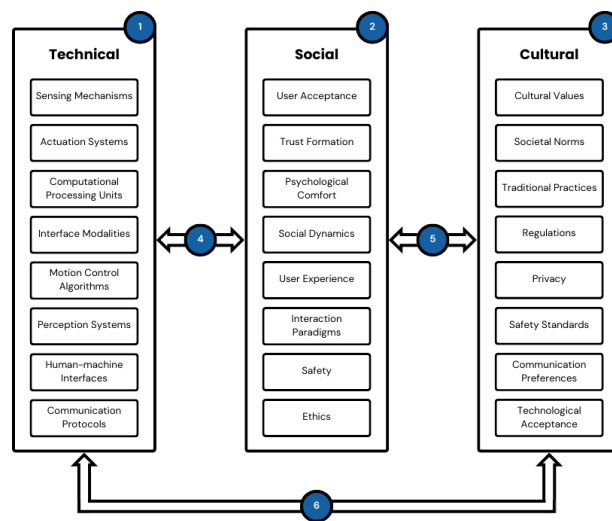 1
Technical
Sensing Mechanisms
Actuation Systems
Computational
Processing Units
Interface Modalities
Motion Control
Algorithms
Perception Systems
Human-machine
Interfaces
Communication
Protocols
2
Social
User Acceptance
Trust Formation
Psychological
Comfort
Social Dynamics
User Experience
Interaction
Paradigms
Safety
Ethics
3
Cultural
Cultural Values
Societal Norms
Traditional Practices
Regulations
Privacy
Safety Standards
Communication
Preferences
Technological
Acceptance
4
5
6